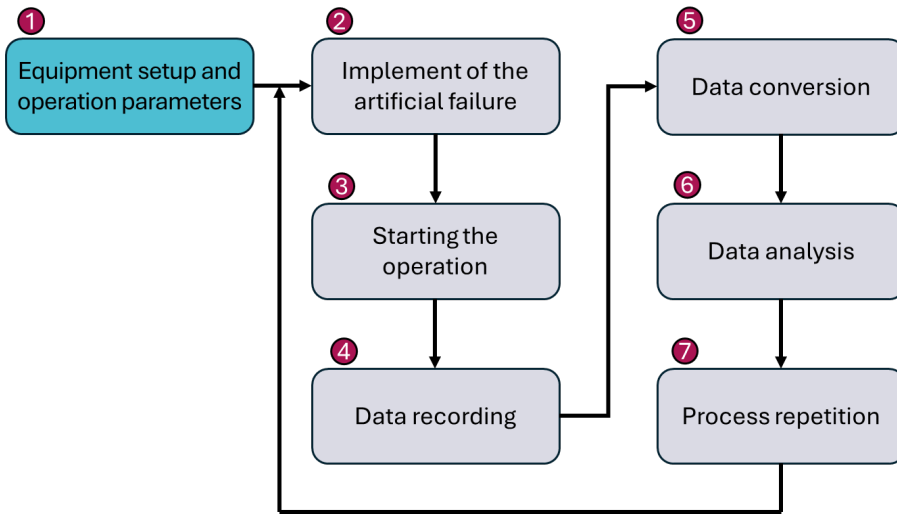 1
Equipment setup and
operation parameters
2
Implement of the
artificial failure
3
Starting the
operation
4
Data recording
5
Data conversion
6
Data analysis
7
Process repetition